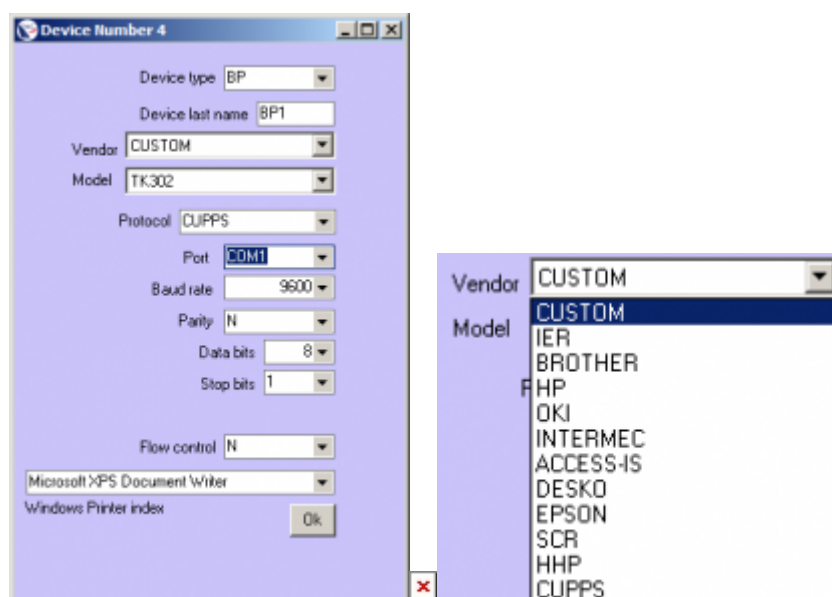 Device Number 4
Device type BP
Device last name BP1
Vendor CUSTOM
Model TK302
Protocol CUPPS
Port COM1
Baud rate 9600
Parity N
Data bits 8
Stop bits 1
Flow control N
Microsoft XPS Document Writer
Windows Printer index
Ok
Vendor CUSTOM
CUSTOM
Model
IER
BROTHER
P
HP
OKI
INTERMEC
ACCESS-IS
DESKO
EPSON
SCR
HHP
CUPPS